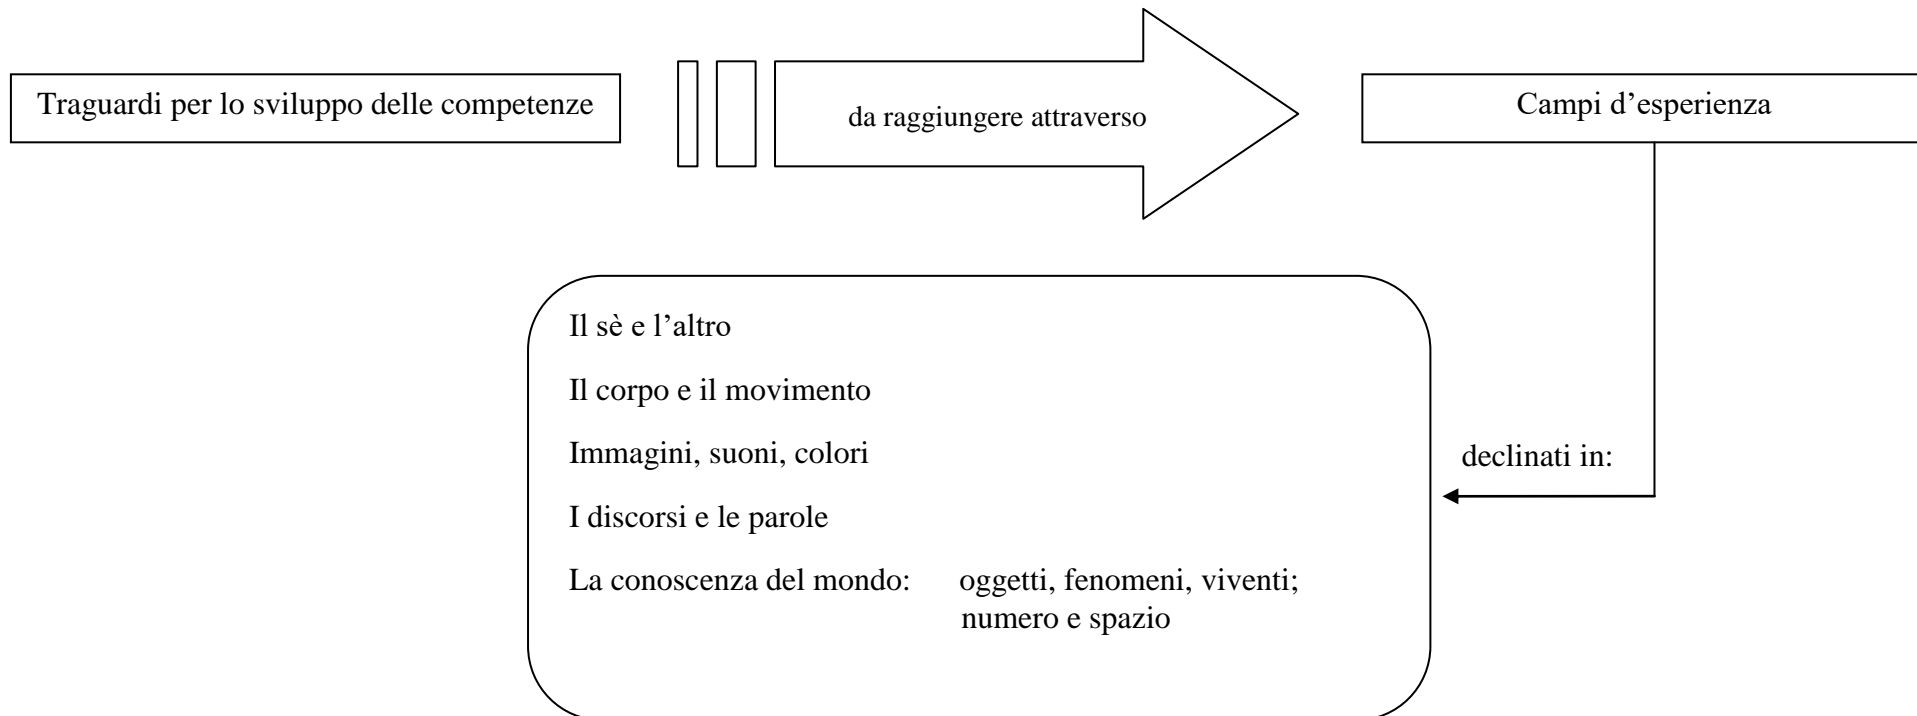 Traguardi per lo sviluppo delle competenze
da raggiungere attraverso
Campi d’esperienza
declinati in:
Il sè e l’altro
Il corpo e il movimento
Immagini, suoni, colori
I discorsi e le parole
La conoscenza del mondo: oggetti, fenomeni, viventi;
numero e spazio